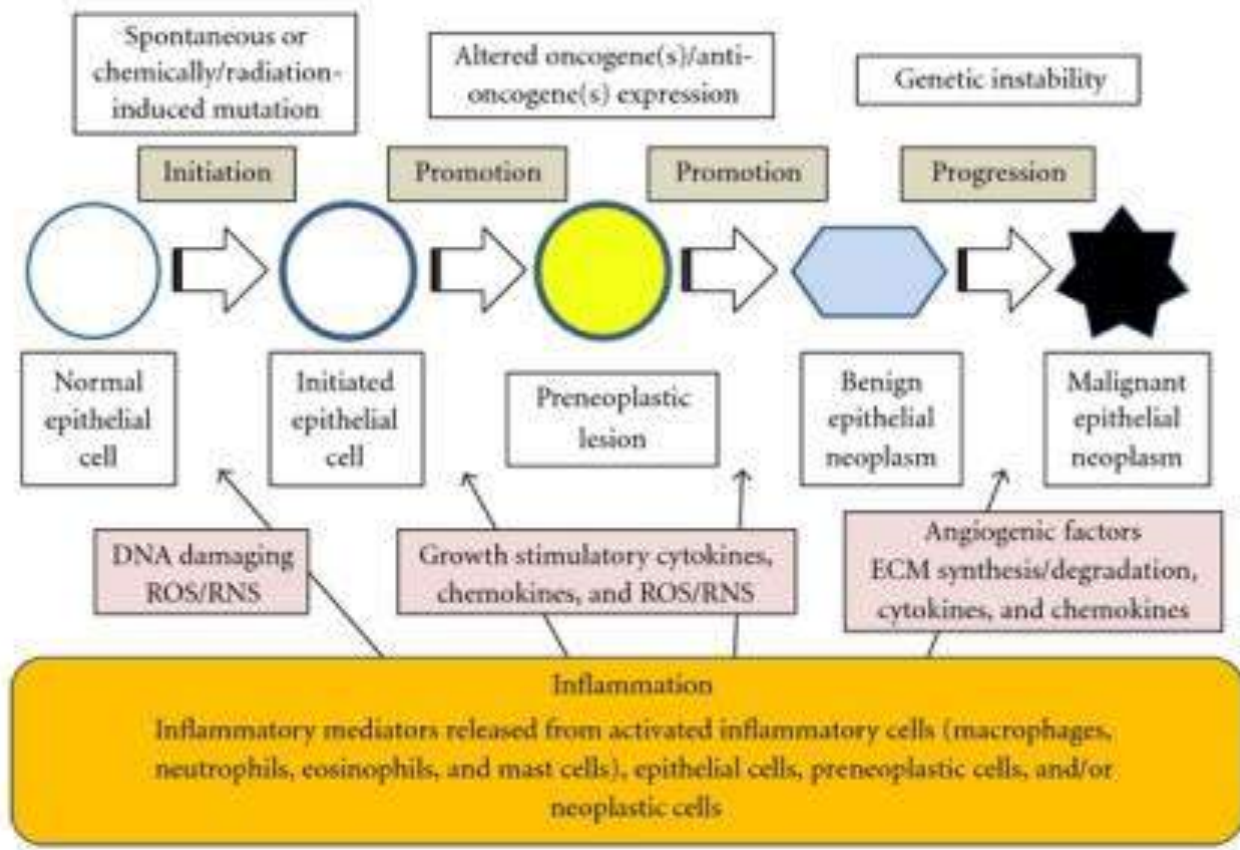 Spontaneous or
chemically/radiation-
induced mutation
Altered oncogene(s)/anti-
oncogene(s) expression
Genetic instability
Initiation
Promotion
Promotion
Progression
Normal
epithelial
cell
Initiated
epithelial
cell
Preneoplastic
lesion
Benign
epithelial
neoplasm
Malignant
epithelial
neoplasm
DNA damaging
ROS/RNS
Growth stimulatory cytokines,
chemokines, and ROS/RNS
Angiogenic factors
ECM synthesis/degradation,
cytokines, and chemokines
Inflammation
Inflammatory mediators released from activated inflammatory cells (macrophages,
neutrophils, eosinophils, and mast cells), epithelial cells, preneoplastic cells, and/or
neoplastic cells